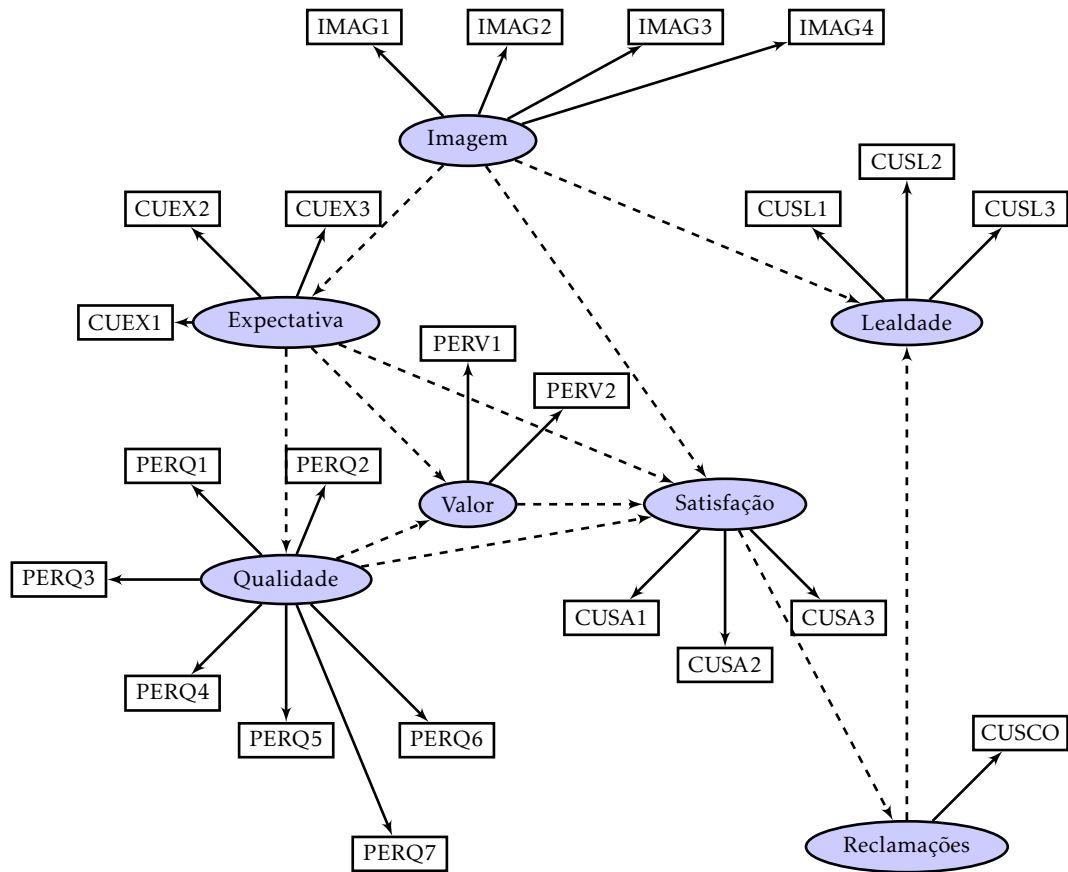 IMAG1
IMAG2
IMAG3
IMAG4
Imagem
CUSL2
CUEX2
CUEX3
CUSL1
CUSL3
CUEX1
Expectativa
Lealdade
PERV1
PERV2
PERQ1
PERQ2
Valor
Satisfação
PERQ3
Qualidade
CUSA1
CUSA3
CUSA2
PERQ4
PERQ5
PERQ6
CUSCO
PERQ7
Reclamações